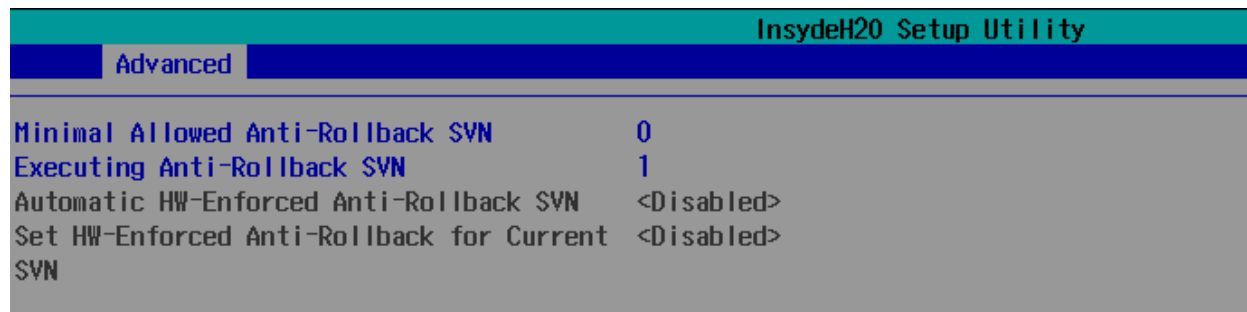 InsydeH20 Setup Utility
Advanced
Minimal Allowed Anti-Rollback SVN 0
Executing Anti-Rollback SVN 1
Automatic HW-Enforced Anti-Rollback SVN <Disabled>
Set HW-Enforced Anti-Rollback for Current <Disabled>
SVN